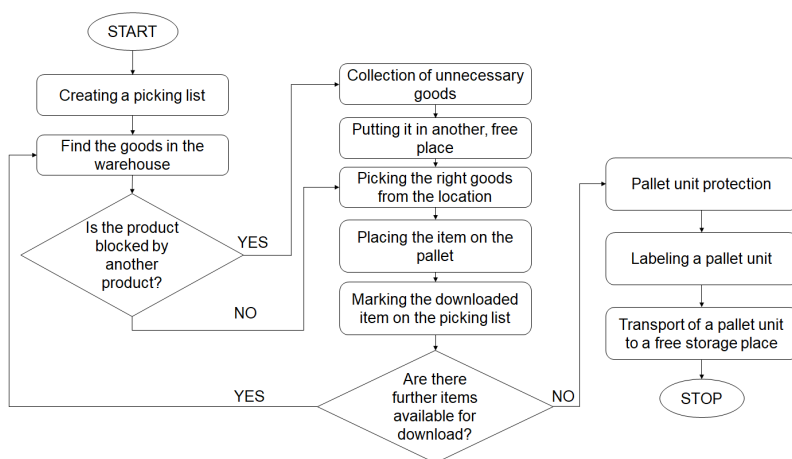 START
Creating a picking list
Find the goods in the
warehouse
Is the product
blocked by
another
product?
YES
NO
Collection of unnecessary
goods
Putting it in another, free
place
Picking the right goods
from the location
Placing the item on the
pallet
Marking the downloaded
item on the picking list
Are there
further items
available for
download?
YES
NO
Pallet unit protection
Labeling a pallet unit
Transport of a pallet unit
to a free storage place
STOP